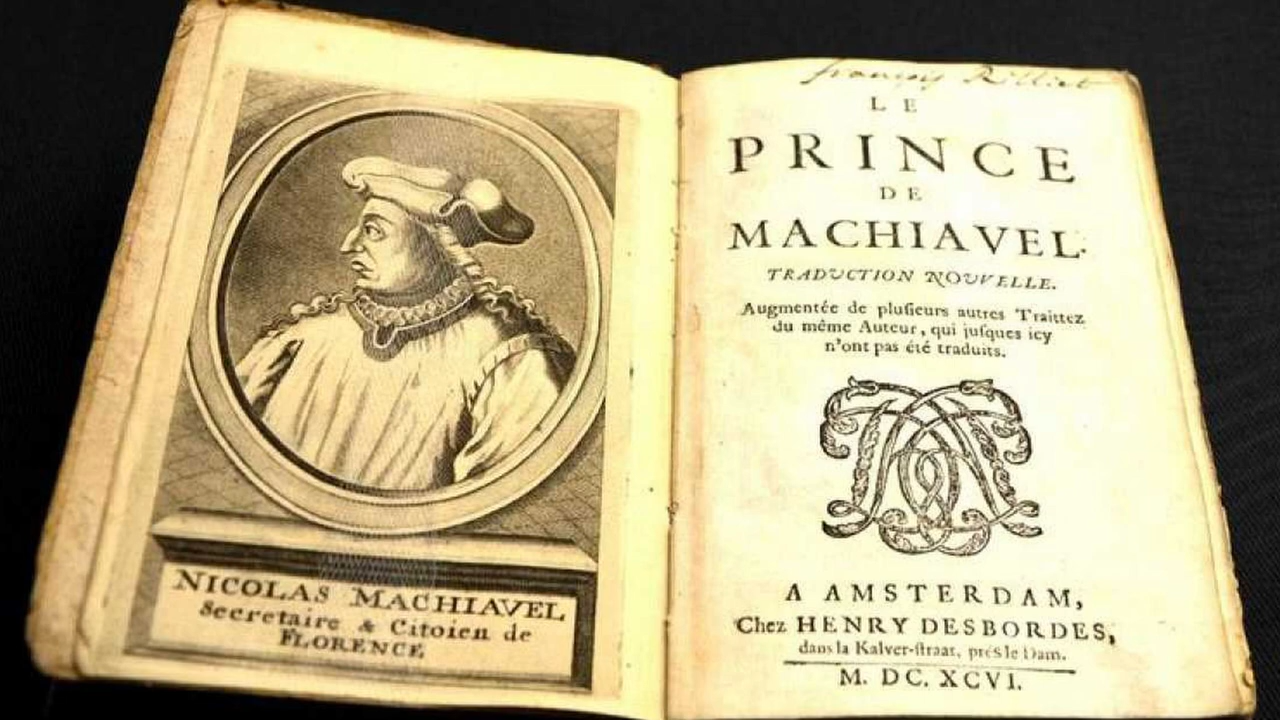 NICOLAS MACHIAVEL
Secretaire & Citoien de
FLORENCE
LE
PRINCE
DE
MACHIAVEL.
TRADUCTION NOUVELLE.
Augmentée de pluſieurs autres Traittez
du même Auteur, qui juſques icy
n'ont pas été traduits.
A AMSTERDAM,
Chez HENRY DESBORDES,
dans la Kalver-ſtraat, prés le Dam.
M. DC. XCVI.